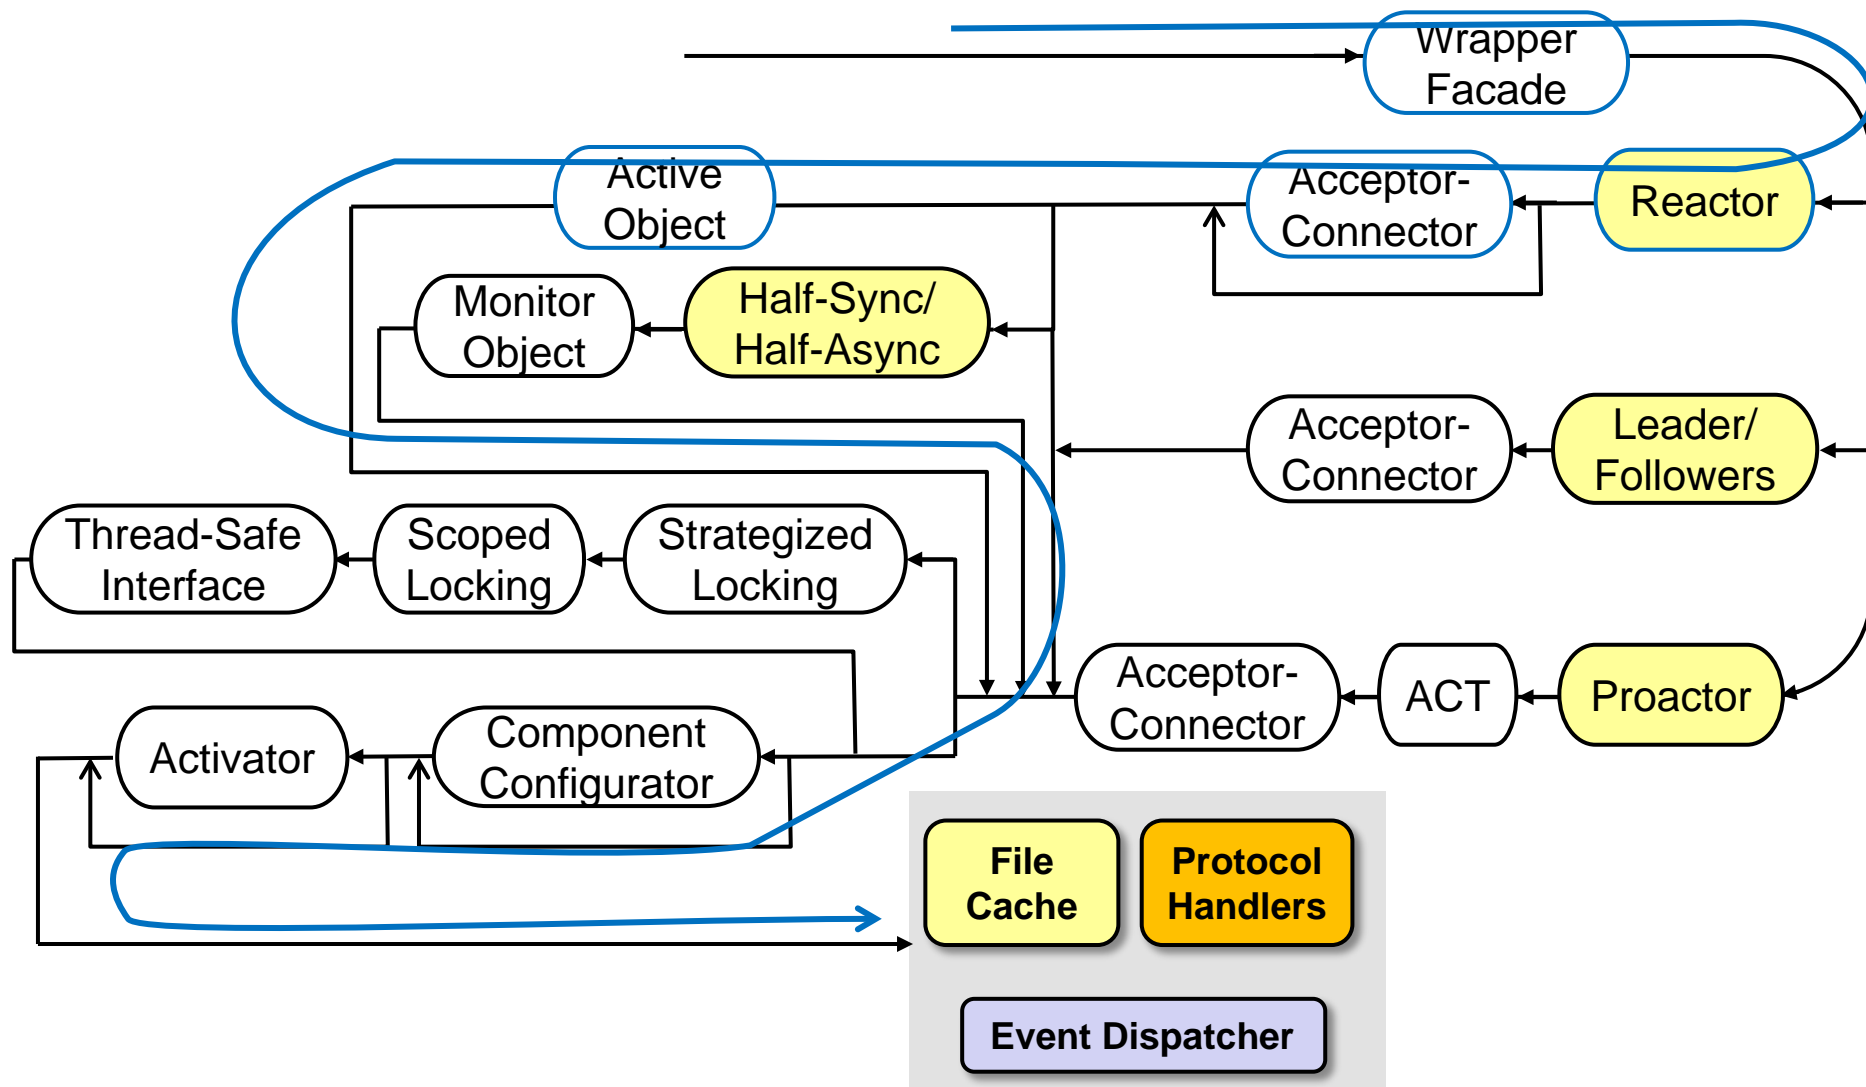 Wrapper
Facade
Active
Object
Acceptor-
Connector
Reactor
Monitor
Object
Half-Sync/
Half-Async
Acceptor-
Connector
Leader/
Followers
Thread-Safe
Interface
Scoped
Locking
Strategized
Locking
Acceptor-
Connector
ACT
Proactor
Activator
Component
Configurator
File
Cache
Protocol
Handlers
Event Dispatcher